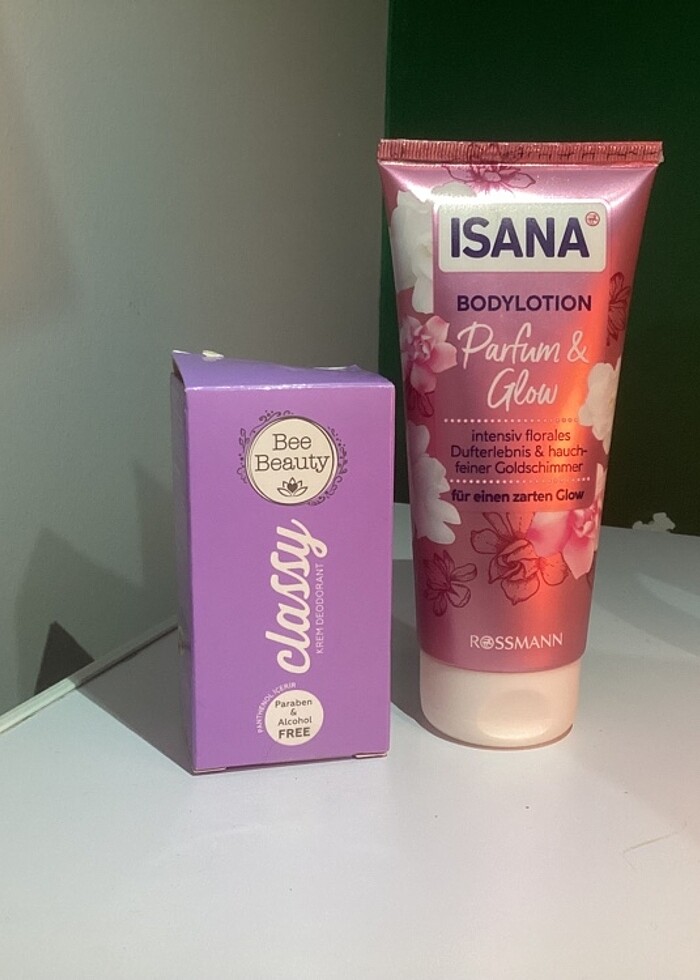 Bee
Beauty
classy
KREM DEODORANT
PANTHENOL İÇERİR
Paraben
&
Alcohol
FREE
ISANA
BODYLOTION
Parfum &
Glow
intensiv florales
Dufterlebnis & hauch-
feiner Goldschimmer
für einen zarten Glow
ROSSMANN